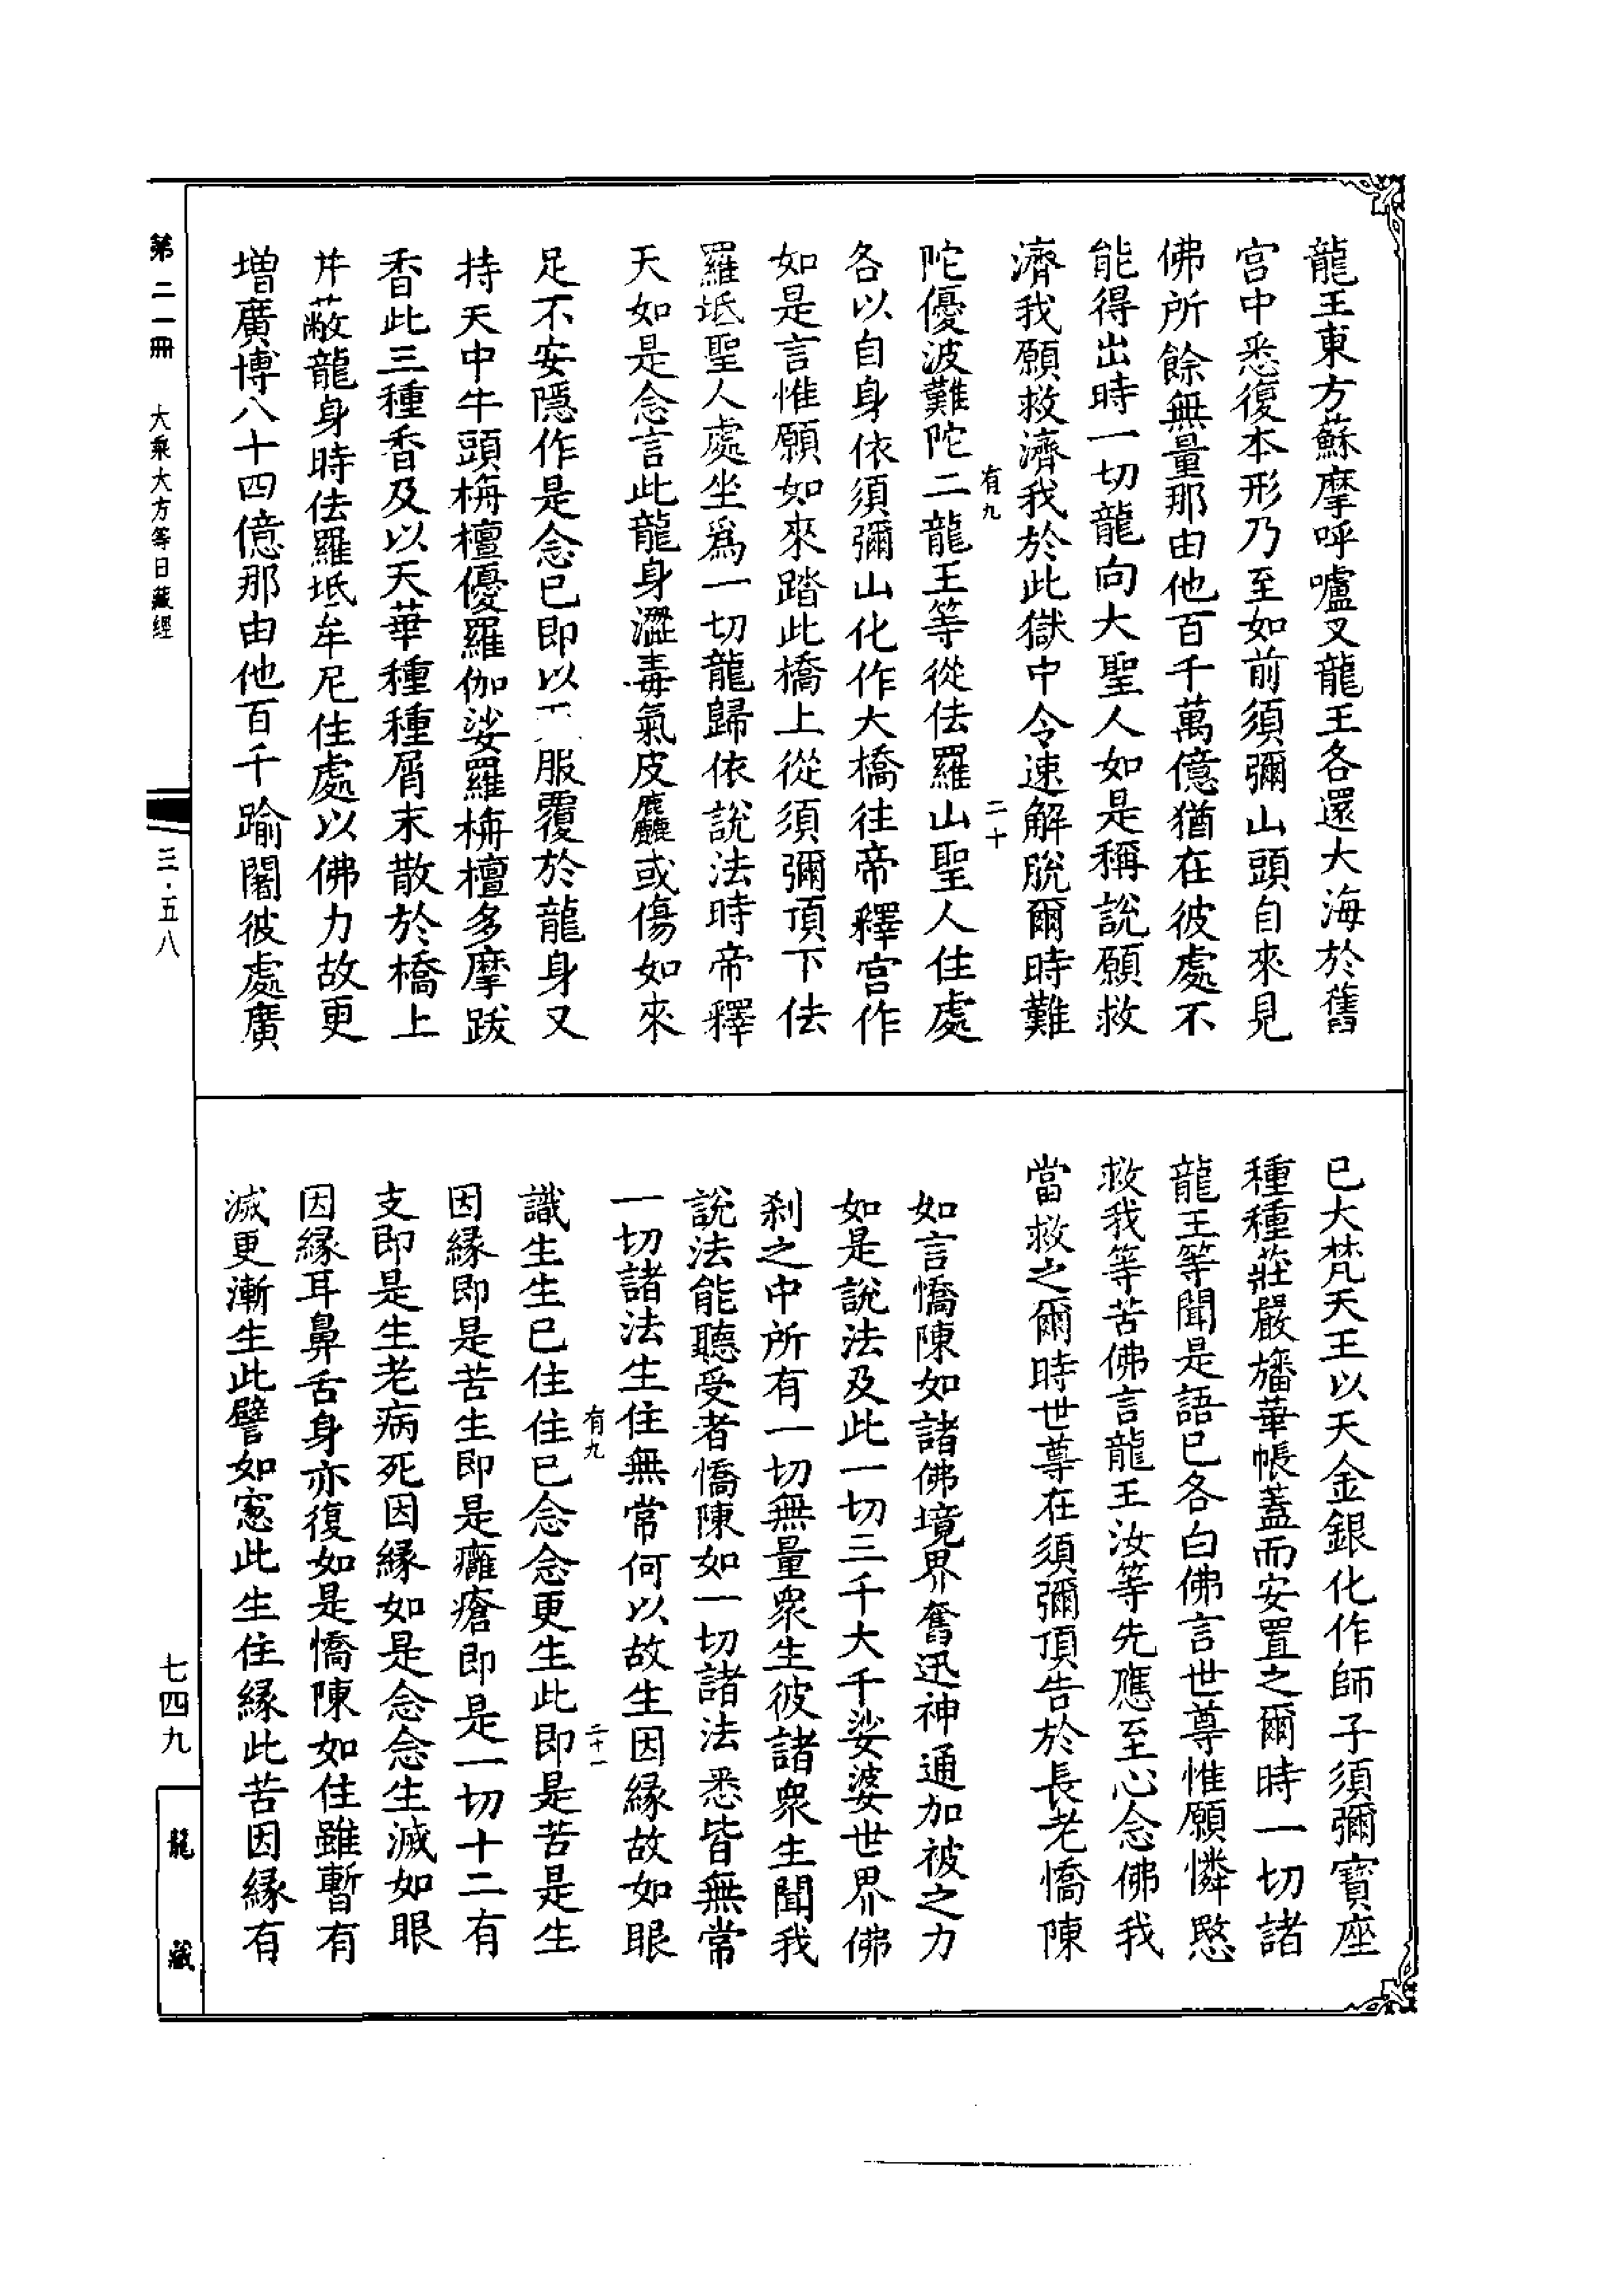 龍王東方蘇摩呼嚧叉龍王各還大海於舊
宮中悉復本形乃至如前須彌山頭自來見
佛所餘無量那由他百千萬億猶在彼處不
能得出時一切龍向大聖人如是稱說願救
濟我願救濟我於此獄中令速解脫爾時難
有九
二十
陀優波難陀二龍王等從佉羅山聖人住處
各以自身依須彌山化作大橋往帝釋宮作
如是言惟願如來踏此橋上從須彌頂下佉
羅坻聖人處坐爲一切龍歸依說法時帝釋
天如是念言此龍身澀毒氣皮麤或傷如來
足不安隱作是念已即以服覆於龍身又
持天中牛頭栴檀優羅伽娑羅栴檀多摩跋
香此三種香及以天華種種屑末散於橋上
并蔽龍身時佉羅坻牟尼住處以佛力故更
增廣博八十四億那由他百千踰闍彼處廣
已大梵天王以天金銀化作師子須彌寶座
種種莊嚴旛華帳蓋而安置之爾時一切諸
龍王等聞是語已各白佛言世尊惟願憐愍
救我等苦佛言龍王汝等先應至心念佛我
當救之爾時世尊在須彌頂告於長老憍陳
如言憍陳如諸佛境界奮迅神通加被之力
如是說法及此一切三千大千娑婆世界佛
剎之中所有一切無量眾生彼諸眾生聞我
說法能聽受者憍陳如一切諸法悉皆無常
一切諸法生住無常何以故生因緣故如眼
有九
二十一
識生生已住住已念念更生此即是苦是生
因緣即是苦生即是癰瘡即是一切十二有
支即是生老病死因緣如是念念生滅如眼
因緣耳鼻舌身亦復如是憍陳如住雖暫有
滅更漸生此譬如窓此生住緣此苦因緣有
第二一冊
大乘大方等日藏經
三·五八
七四九
龍藏